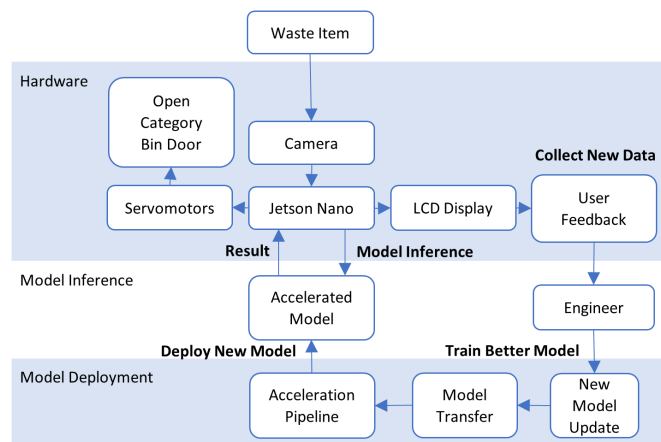 Waste Item
Hardware
Open
Category
Bin Door
Camera
Collect New Data
Servomotors
Jetson Nano
LCD Display
User
Feedback
Result
Model Inference
Model Inference
Accelerated
Model
Engineer
Deploy New Model
Train Better Model
Model Deployment
Acceleration
Pipeline
Model
Transfer
New
Model
Update